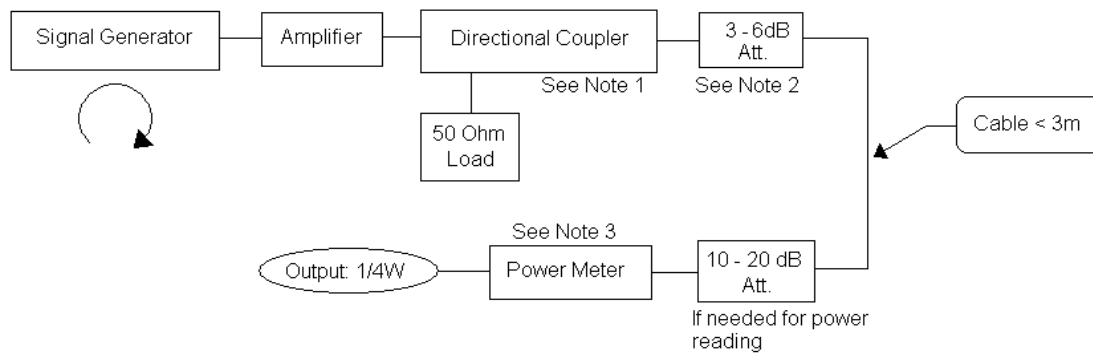 Signal Generator
Amplifier
Directional Coupler
3 - 6dB
Att.
See Note 1
See Note 2
50 Ohm
Load
Cable < 3m
See Note 3
Output: 1/4W
Power Meter
10 - 20 dB
Att.
If needed for power
reading